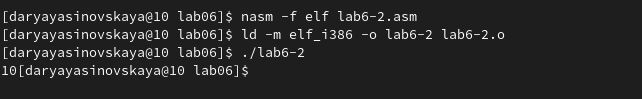 [daryayasinovskaya@10 lab06]$ nasm -f elf lab6-2.asm
[daryayasinovskaya@10 lab06]$ ld -m elf_i386 -o lab6-2 lab6-2.o
[daryayasinovskaya@10 lab06]$ ./lab6-2
10[daryayasinovskaya@10 lab06]$